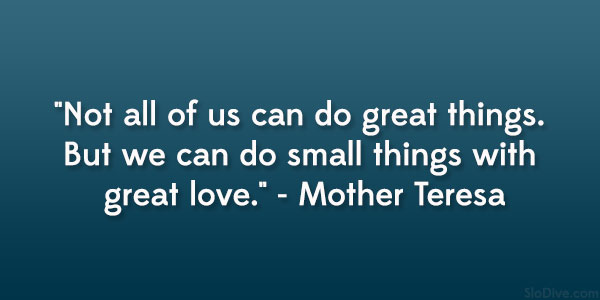 "Not all of us can do great things.
But we can do small things with
great love." - Mother Teresa
SloDive.com